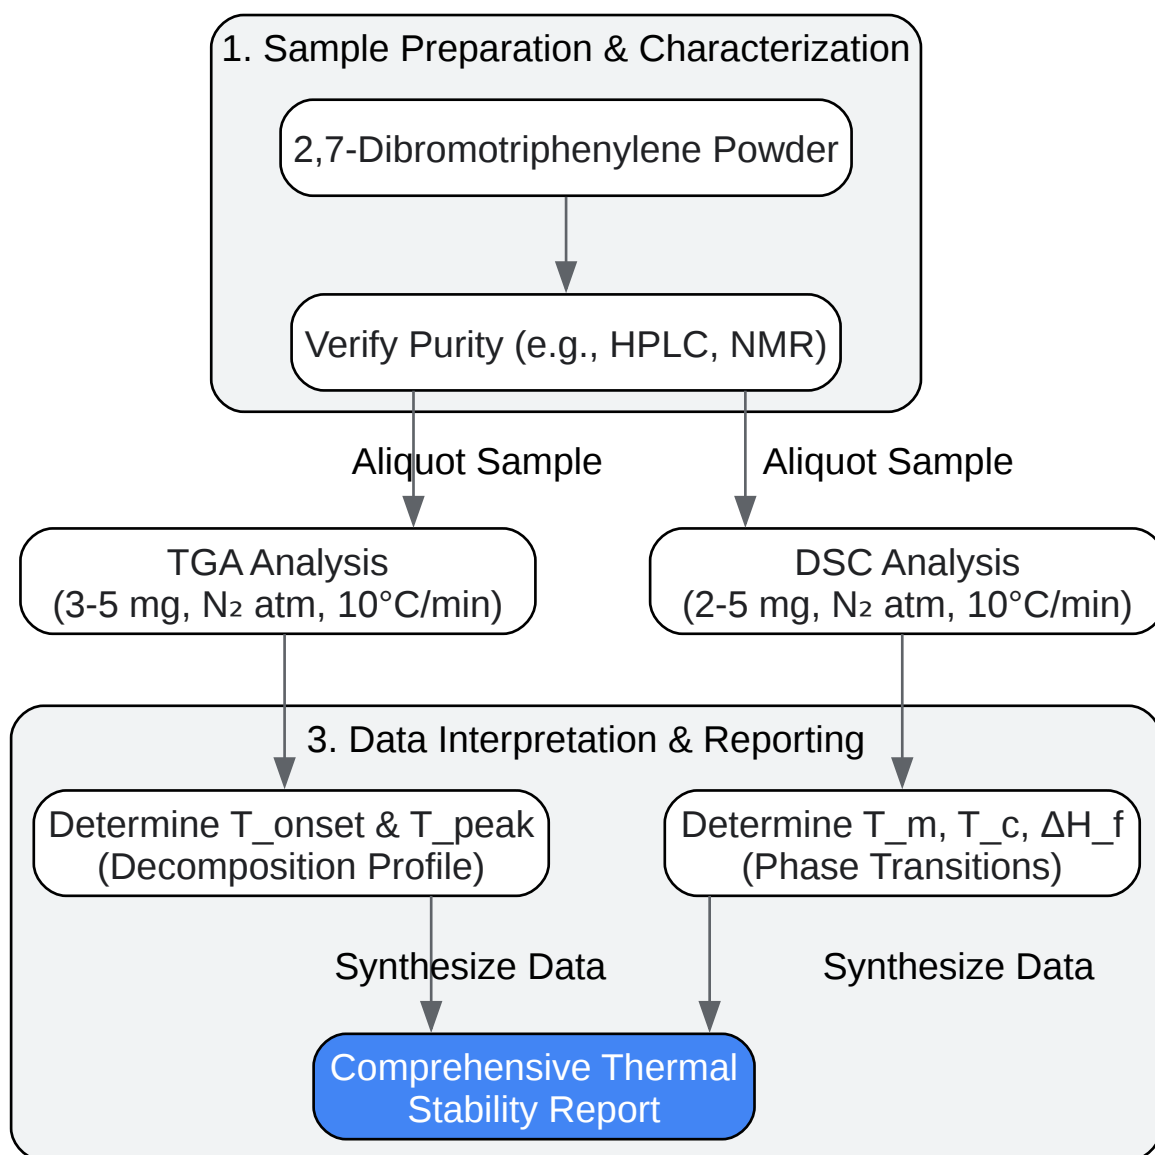 1. Sample Preparation & Characterization
2,7-Dibromotriphenylene Powder
Verify Purity (e.g., HPLC, NMR)
Aliquot Sample
Aliquot Sample
TGA Analysis
(3-5 mg, N₂ atm, 10°C/min)
DSC Analysis
(2-5 mg, N₂ atm, 10°C/min)
3. Data Interpretation & Reporting
Determine T_onset & T_peak
(Decomposition Profile)
Determine T_m, T_c, ΔH_f
(Phase Transitions)
Synthesize Data
Synthesize Data
Comprehensive Thermal
Stability Report